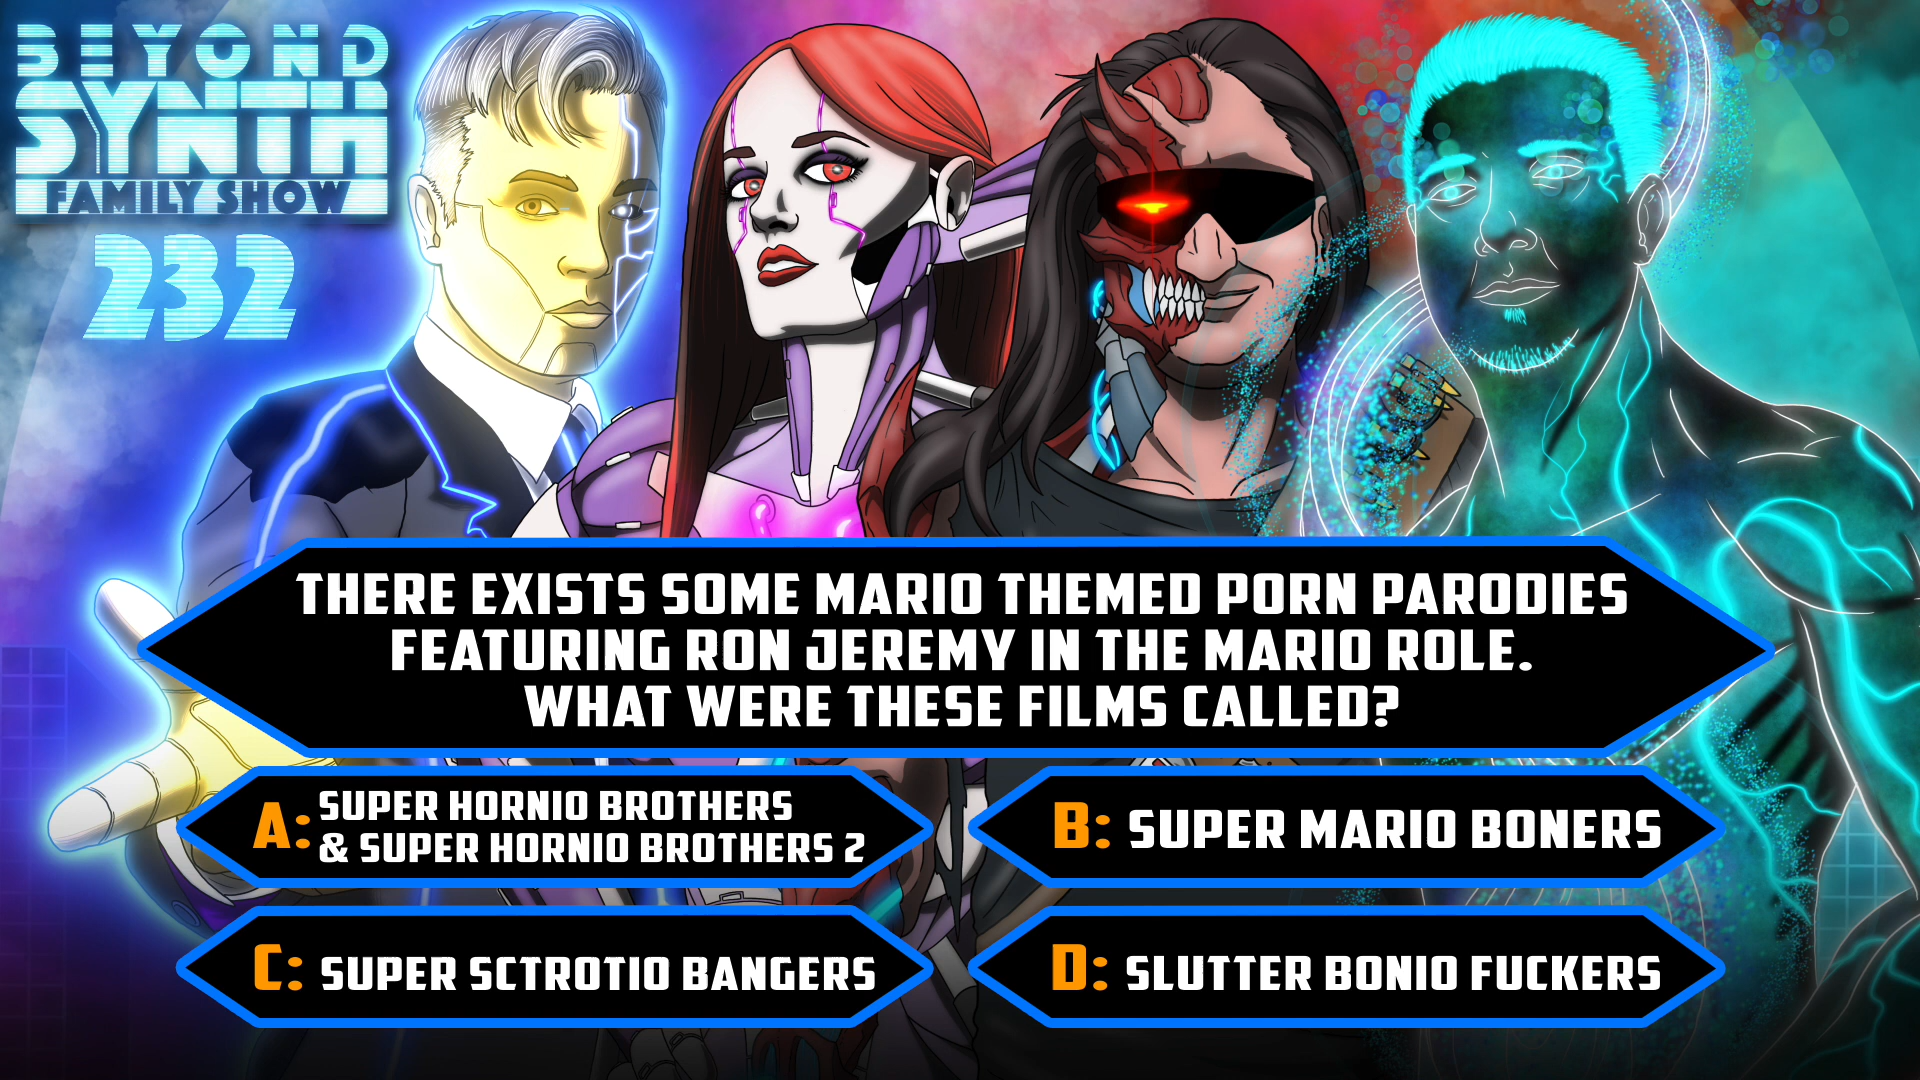 BEYOND
SYNTH
FAMILY SHOW
232
THERE EXISTS SOME MARIO THEMED PORN PARODIES
FEATURING RON JEREMY IN THE MARIO ROLE.
WHAT WERE THESE FILMS CALLED?
A: SUPER HORNIO BROTHERS
& SUPER HORNIO BROTHERS 2
B: SUPER MARIO BONERS
C: SUPER SCTROTIO BANGERS
D: SLUTTER BONIO FUCKERS